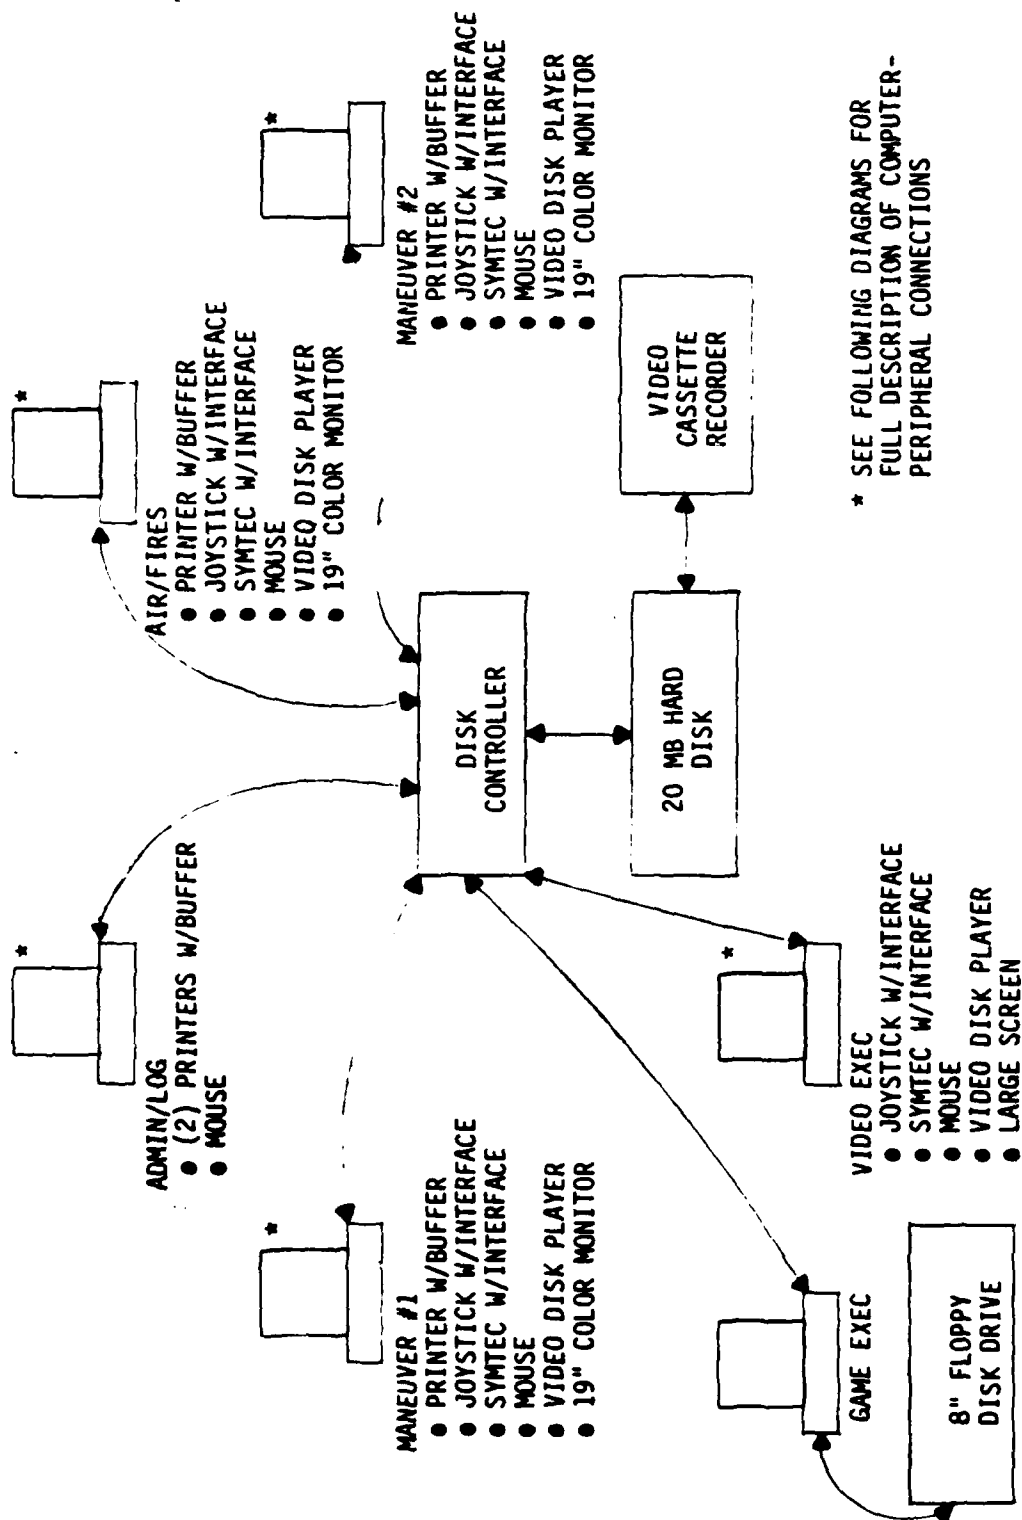 *
ADMIN/LOG
● (2) PRINTERS W/BUFFER
● MOUSE
*
AIR/FIRES
● PRINTER W/BUFFER
● JOYSTICK W/INTERFACE
● SYMTEC W/INTERFACE
● MOUSE
● VIDEO DISK PLAYER
● 19" COLOR MONITOR
*
MANEUVER #1
● PRINTER W/BUFFER
● JOYSTICK W/INTERFACE
● SYMTEC W/INTERFACE
● MOUSE
● VIDEO DISK PLAYER
● 19" COLOR MONITOR
*
MANEUVER #2
● PRINTER W/BUFFER
● JOYSTICK W/INTERFACE
● SYMTEC W/INTERFACE
● MOUSE
● VIDEO DISK PLAYER
● 19" COLOR MONITOR
DISK
CONTROLLER
20 MB HARD
DISK
VIDEO
CASSETTE
RECORDER
GAME EXEC
8" FLOPPY
DISK DRIVE
*
VIDEO EXEC
● JOYSTICK W/INTERFACE
● SYMTEC W/INTERFACE
● MOUSE
● VIDEO DISK PLAYER
● LARGE SCREEN
* SEE FOLLOWING DIAGRAMS FOR
FULL DESCRIPTION OF COMPUTER-
PERIPHERAL CONNECTIONS